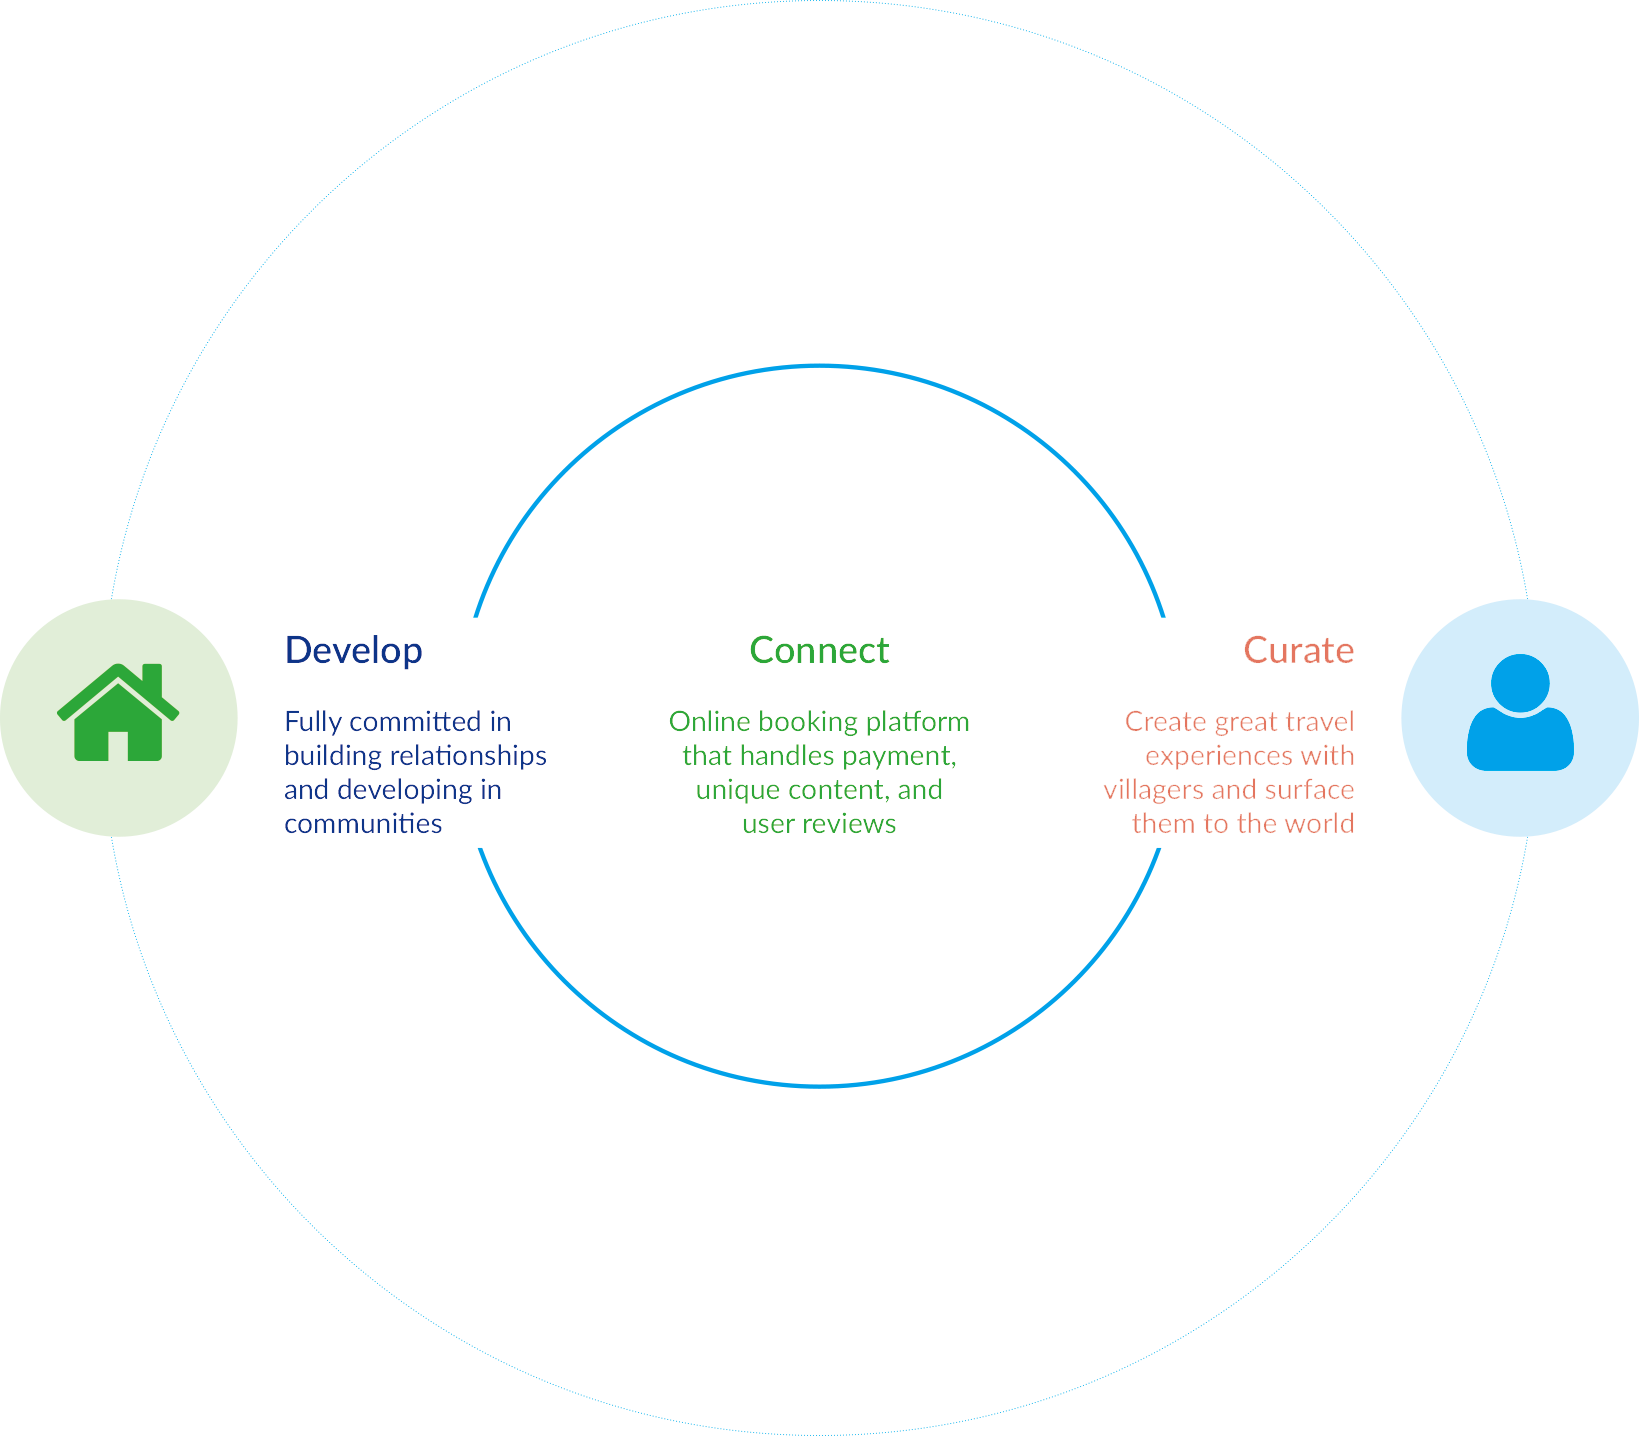 Develop
Fully committed in
building relationships
and developing in
communities
Connect
Online booking platform
that handles payment,
unique content, and
user reviews
Curate
Create great travel
experiences with
villagers and surface
them to the world